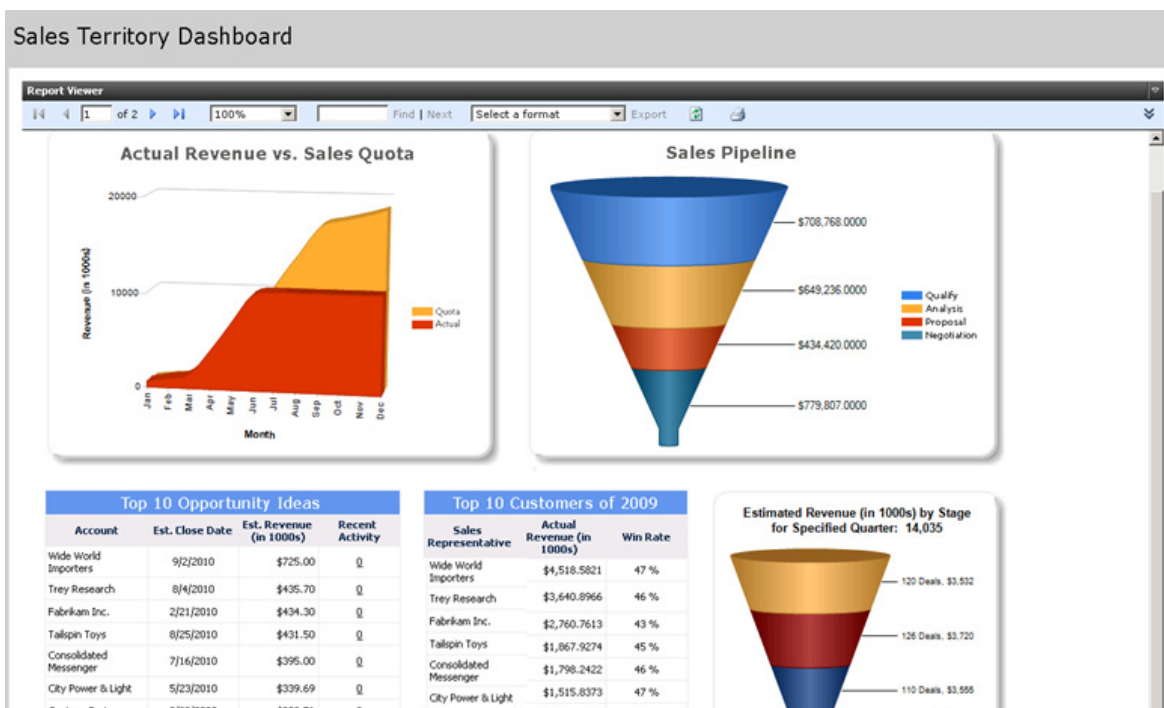 Sales Territory Dashboard
Report Viewer
1 of 2 100% Find | Next Select a format Export
Actual Revenue vs. Sales Quota
20000
10000
0
Revenue (in 1000s)
Jan Feb Mar Apr May Jun Jul Aug Sep Oct Nov Dec
Month
Quota
Actual
Sales Pipeline
$708,768.0000
$649,236.0000
$434,420.0000
$779,807.0000
Qualify
Analysis
Proposal
Negotiation
Top 10 Opportunity Ideas
Account Est. Close Date Est. Revenue (in 1000s) Recent Activity
Wide World Importers 9/2/2010 $725.00 0
Trey Research 8/4/2010 $435.70 0
Fabrikam Inc. 2/21/2010 $434.30 0
Tailspin Toys 8/25/2010 $431.50 0
Consolidated Messenger 7/16/2010 $395.00 0
City Power & Light 5/23/2010 $339.69 0
Top 10 Customers of 2009
Sales Representative Actual Revenue (in 1000s) Win Rate
Wide World Importers $4,518.5821 47 %
Trey Research $3,640.8966 46 %
Fabrikam Inc. $2,760.7613 43 %
Tailspin Toys $1,867.9274 45 %
Consolidated Messenger $1,798.2422 46 %
City Power & Light $1,515.8373 47 %
Estimated Revenue (in 1000s) by Stage
for Specified Quarter: 14,035
120 Deals, $3,532
126 Deals, $3,720
110 Deals, $3,555